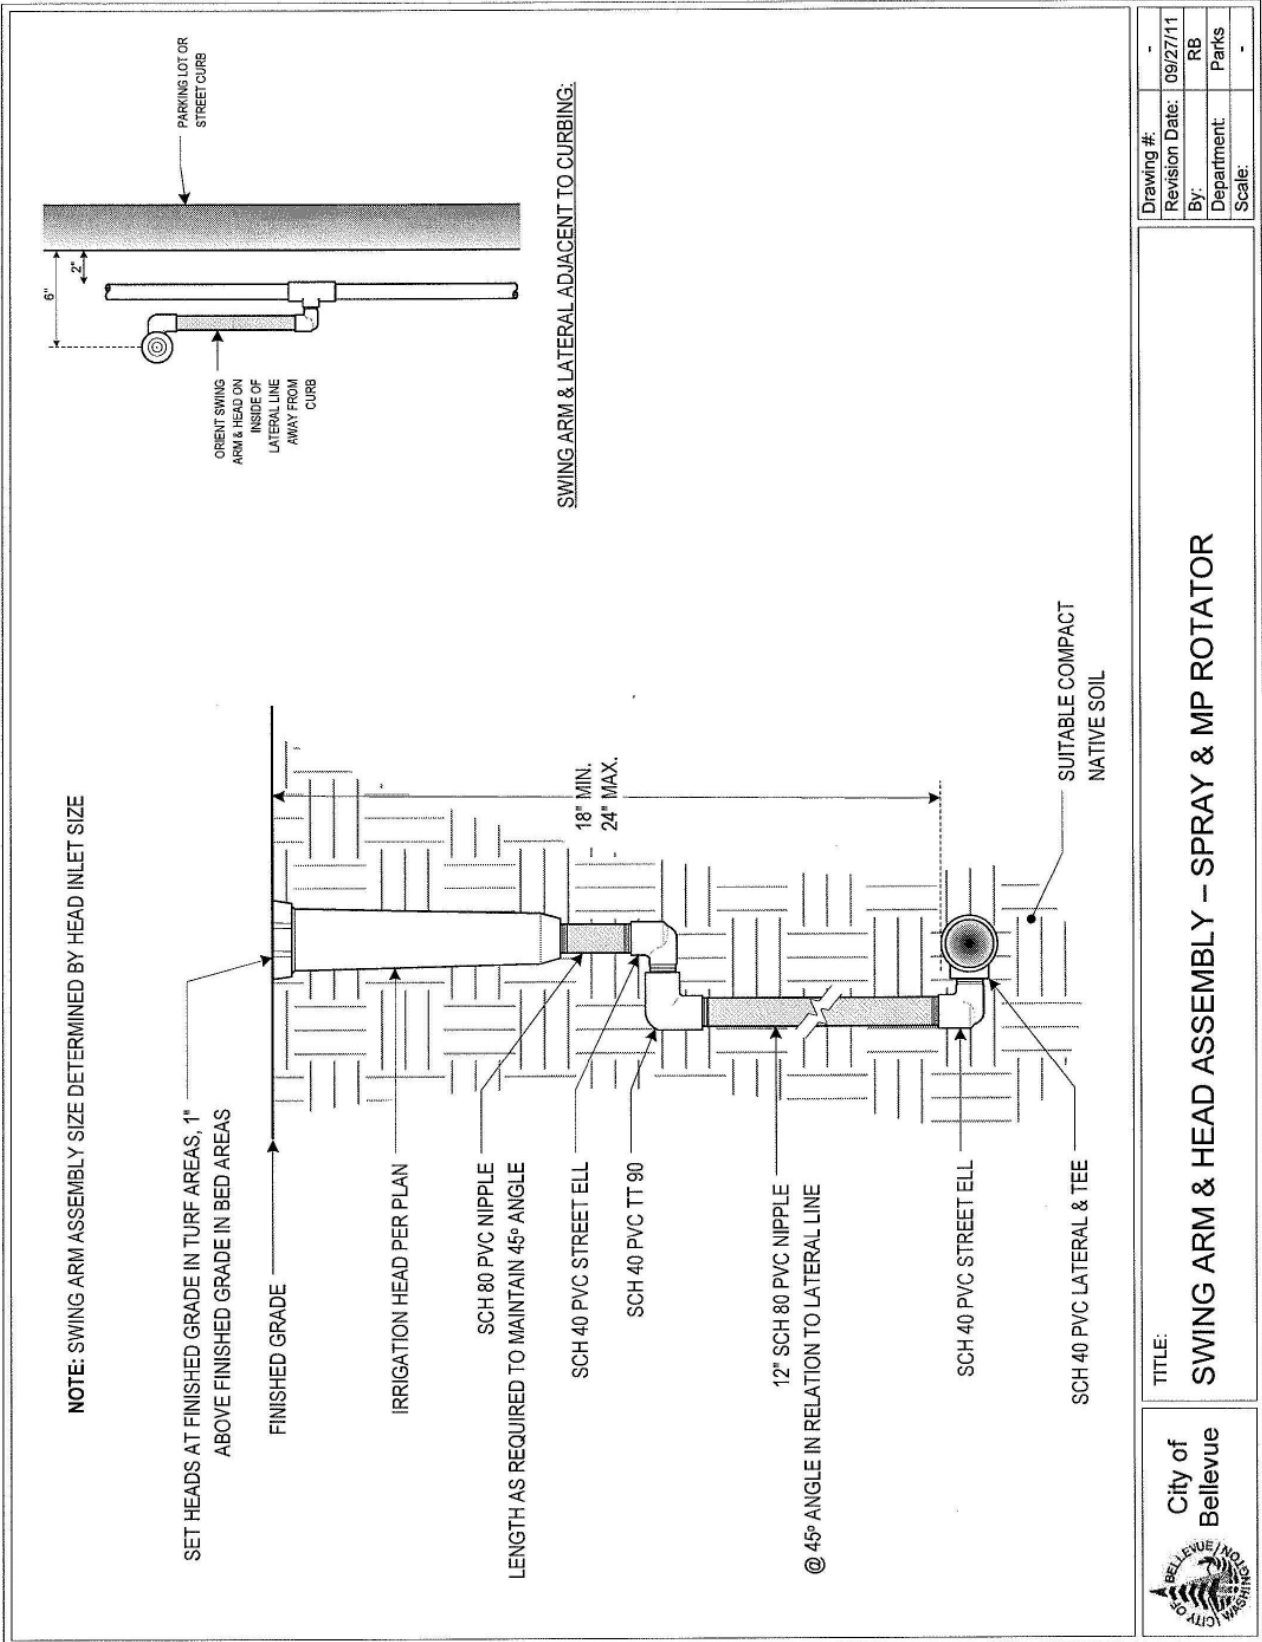 NOTE: SWING ARM ASSEMBLY SIZE DETERMINED BY HEAD INLET SIZE
SET HEADS AT FINISHED GRADE IN TURF AREAS, 1"
ABOVE FINISHED GRADE IN BED AREAS
FINISHED GRADE
IRRIGATION HEAD PER PLAN
SCH 80 PVC NIPPLE
LENGTH AS REQUIRED TO MAINTAIN 45º ANGLE
SCH 40 PVC STREET ELL
SCH 40 PVC TT 90
12" SCH 80 PVC NIPPLE
@ 45º ANGLE IN RELATION TO LATERAL LINE
SCH 40 PVC STREET ELL
SCH 40 PVC LATERAL & TEE
18" MIN.
24" MAX.
SUITABLE COMPACT
NATIVE SOIL
6"
2"
PARKING LOT OR
STREET CURB
ORIENT SWING
ARM & HEAD ON
INSIDE OF
LATERAL LINE
AWAY FROM
CURB
SWING ARM & LATERAL ADJACENT TO CURBING:
CITY OF BELLEVUE
WASHINGTON
City of
Bellevue
TITLE:
SWING ARM & HEAD ASSEMBLY – SPRAY & MP ROTATOR
Drawing #: -
Revision Date: 09/27/11
By: RB
Department: Parks
Scale: -